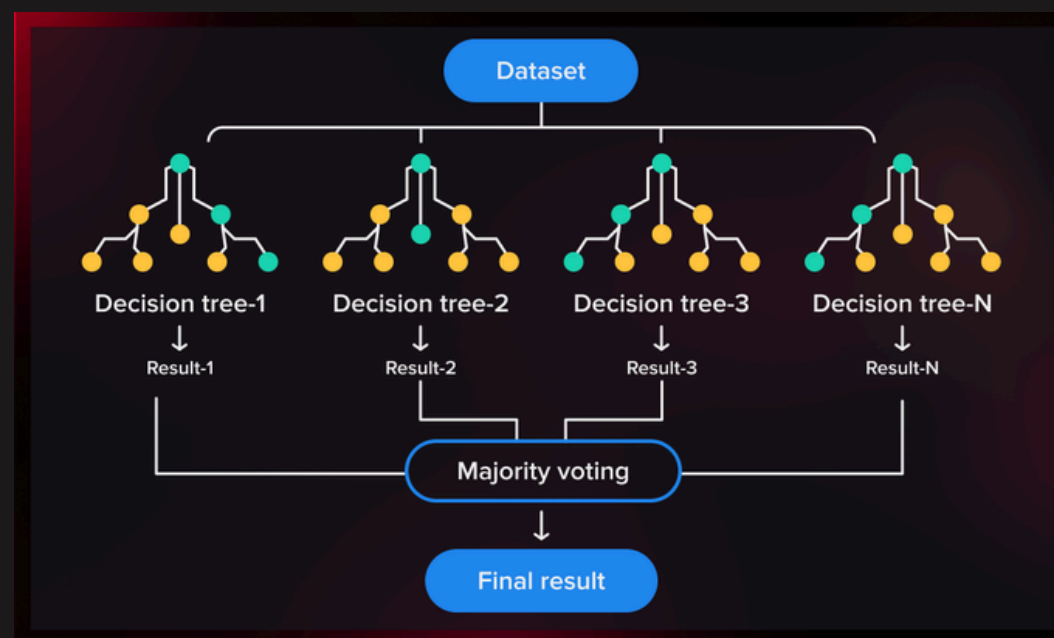 Dataset
Decision tree-1
Decision tree-2
Decision tree-3
Decision tree-N
Result-1
Result-2
Result-3
Result-N
Majority voting
Final result